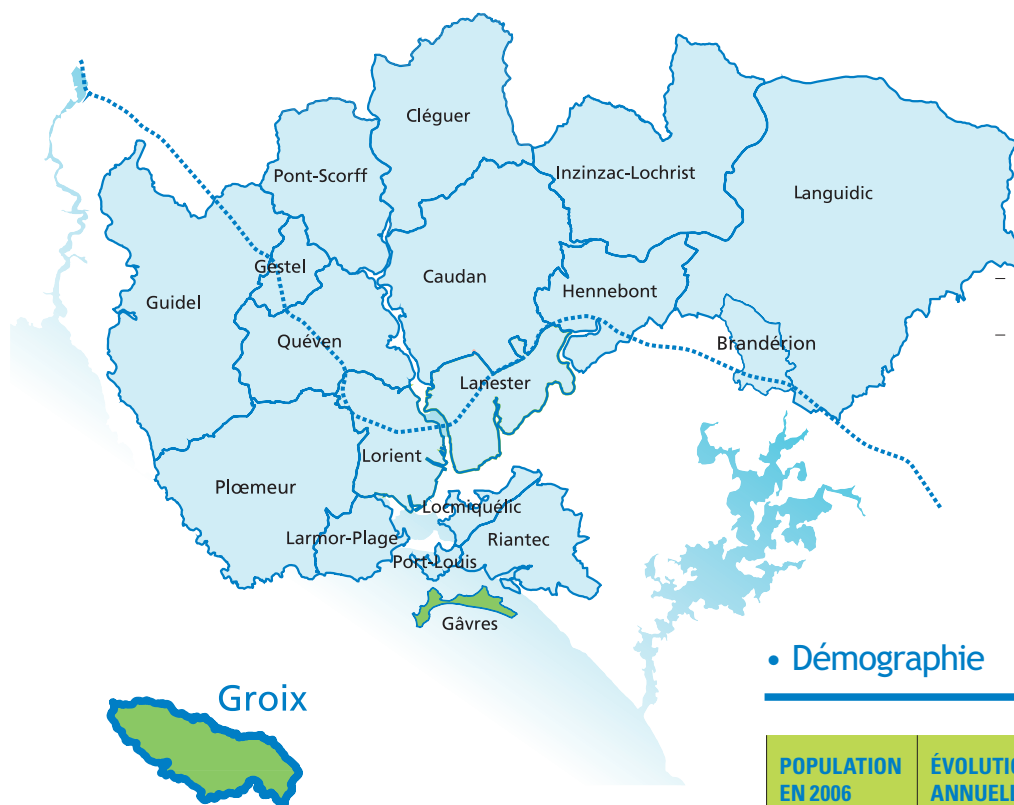 Cléguer
Pont-Scorff
Inzinzac-Lochrist
Languidic
Gestel
Caudan
Hennebont
Guidel
Quéven
Brandérion
Lanester
Lorient
Plœmeur
Locmiquélic
Larmor-Plage
Riantec
Port-Louis
Gâvres
• Démographie
Groix
POPULATION
EN 2006
ÉVOLUTIO
ANNUELL